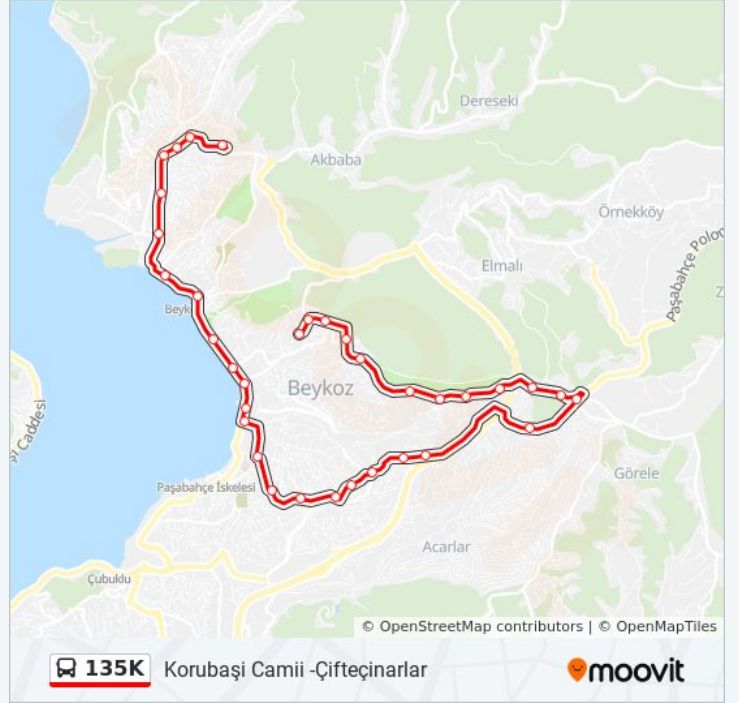 Dereseki
Akbaba
Örnekköy
Elmalı
Paşabahçe Polo
Z
Beyk
Beykoz
şi Caddesi
Paşabahçe İskelesi
Görele
Acarlar
Çubuklu
© OpenStreetMap contributors | © OpenMapTiles
135K Korubaşi Camii -Çifteçinarlar moovit